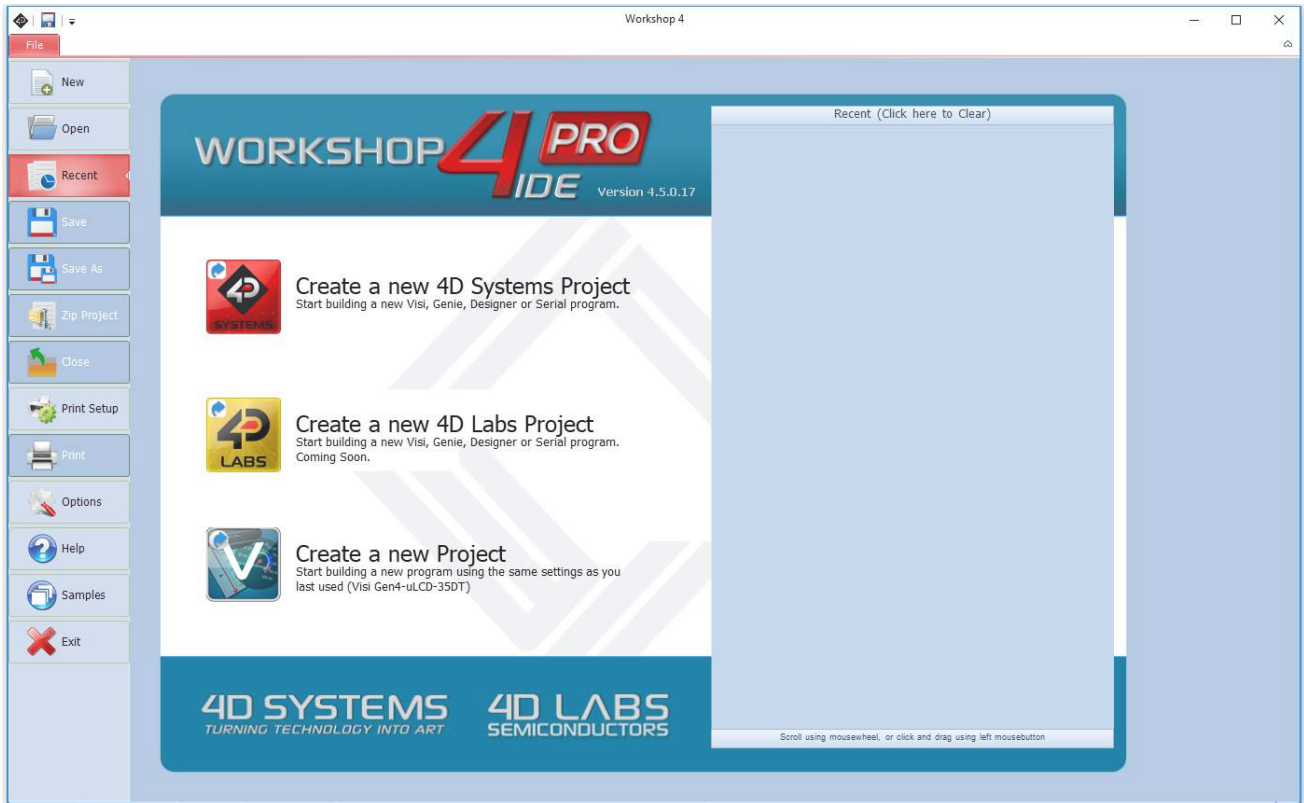 Workshop 4
File
New
Open
Recent
Save
Save As
Zip Project
Close
Print Setup
Print
Options
Help
Samples
Exit
WORKSHOP 4 PRO
IDE Version 4.5.0.17
4D
SYSTEMS
Create a new 4D Systems Project
Start building a new Visi, Genie, Designer or Serial program.
4D
LABS
Create a new 4D Labs Project
Start building a new Visi, Genie, Designer or Serial program.
Coming Soon.
V
Create a new Project
Start building a new program using the same settings as you
last used (Visi Gen4-uLCD-35DT)
4D SYSTEMS
TURNING TECHNOLOGY INTO ART
4D LABS
SEMICONDUCTORS
Recent (Click here to Clear)
Scroll using mousewheel, or click and drag using left mousebutton